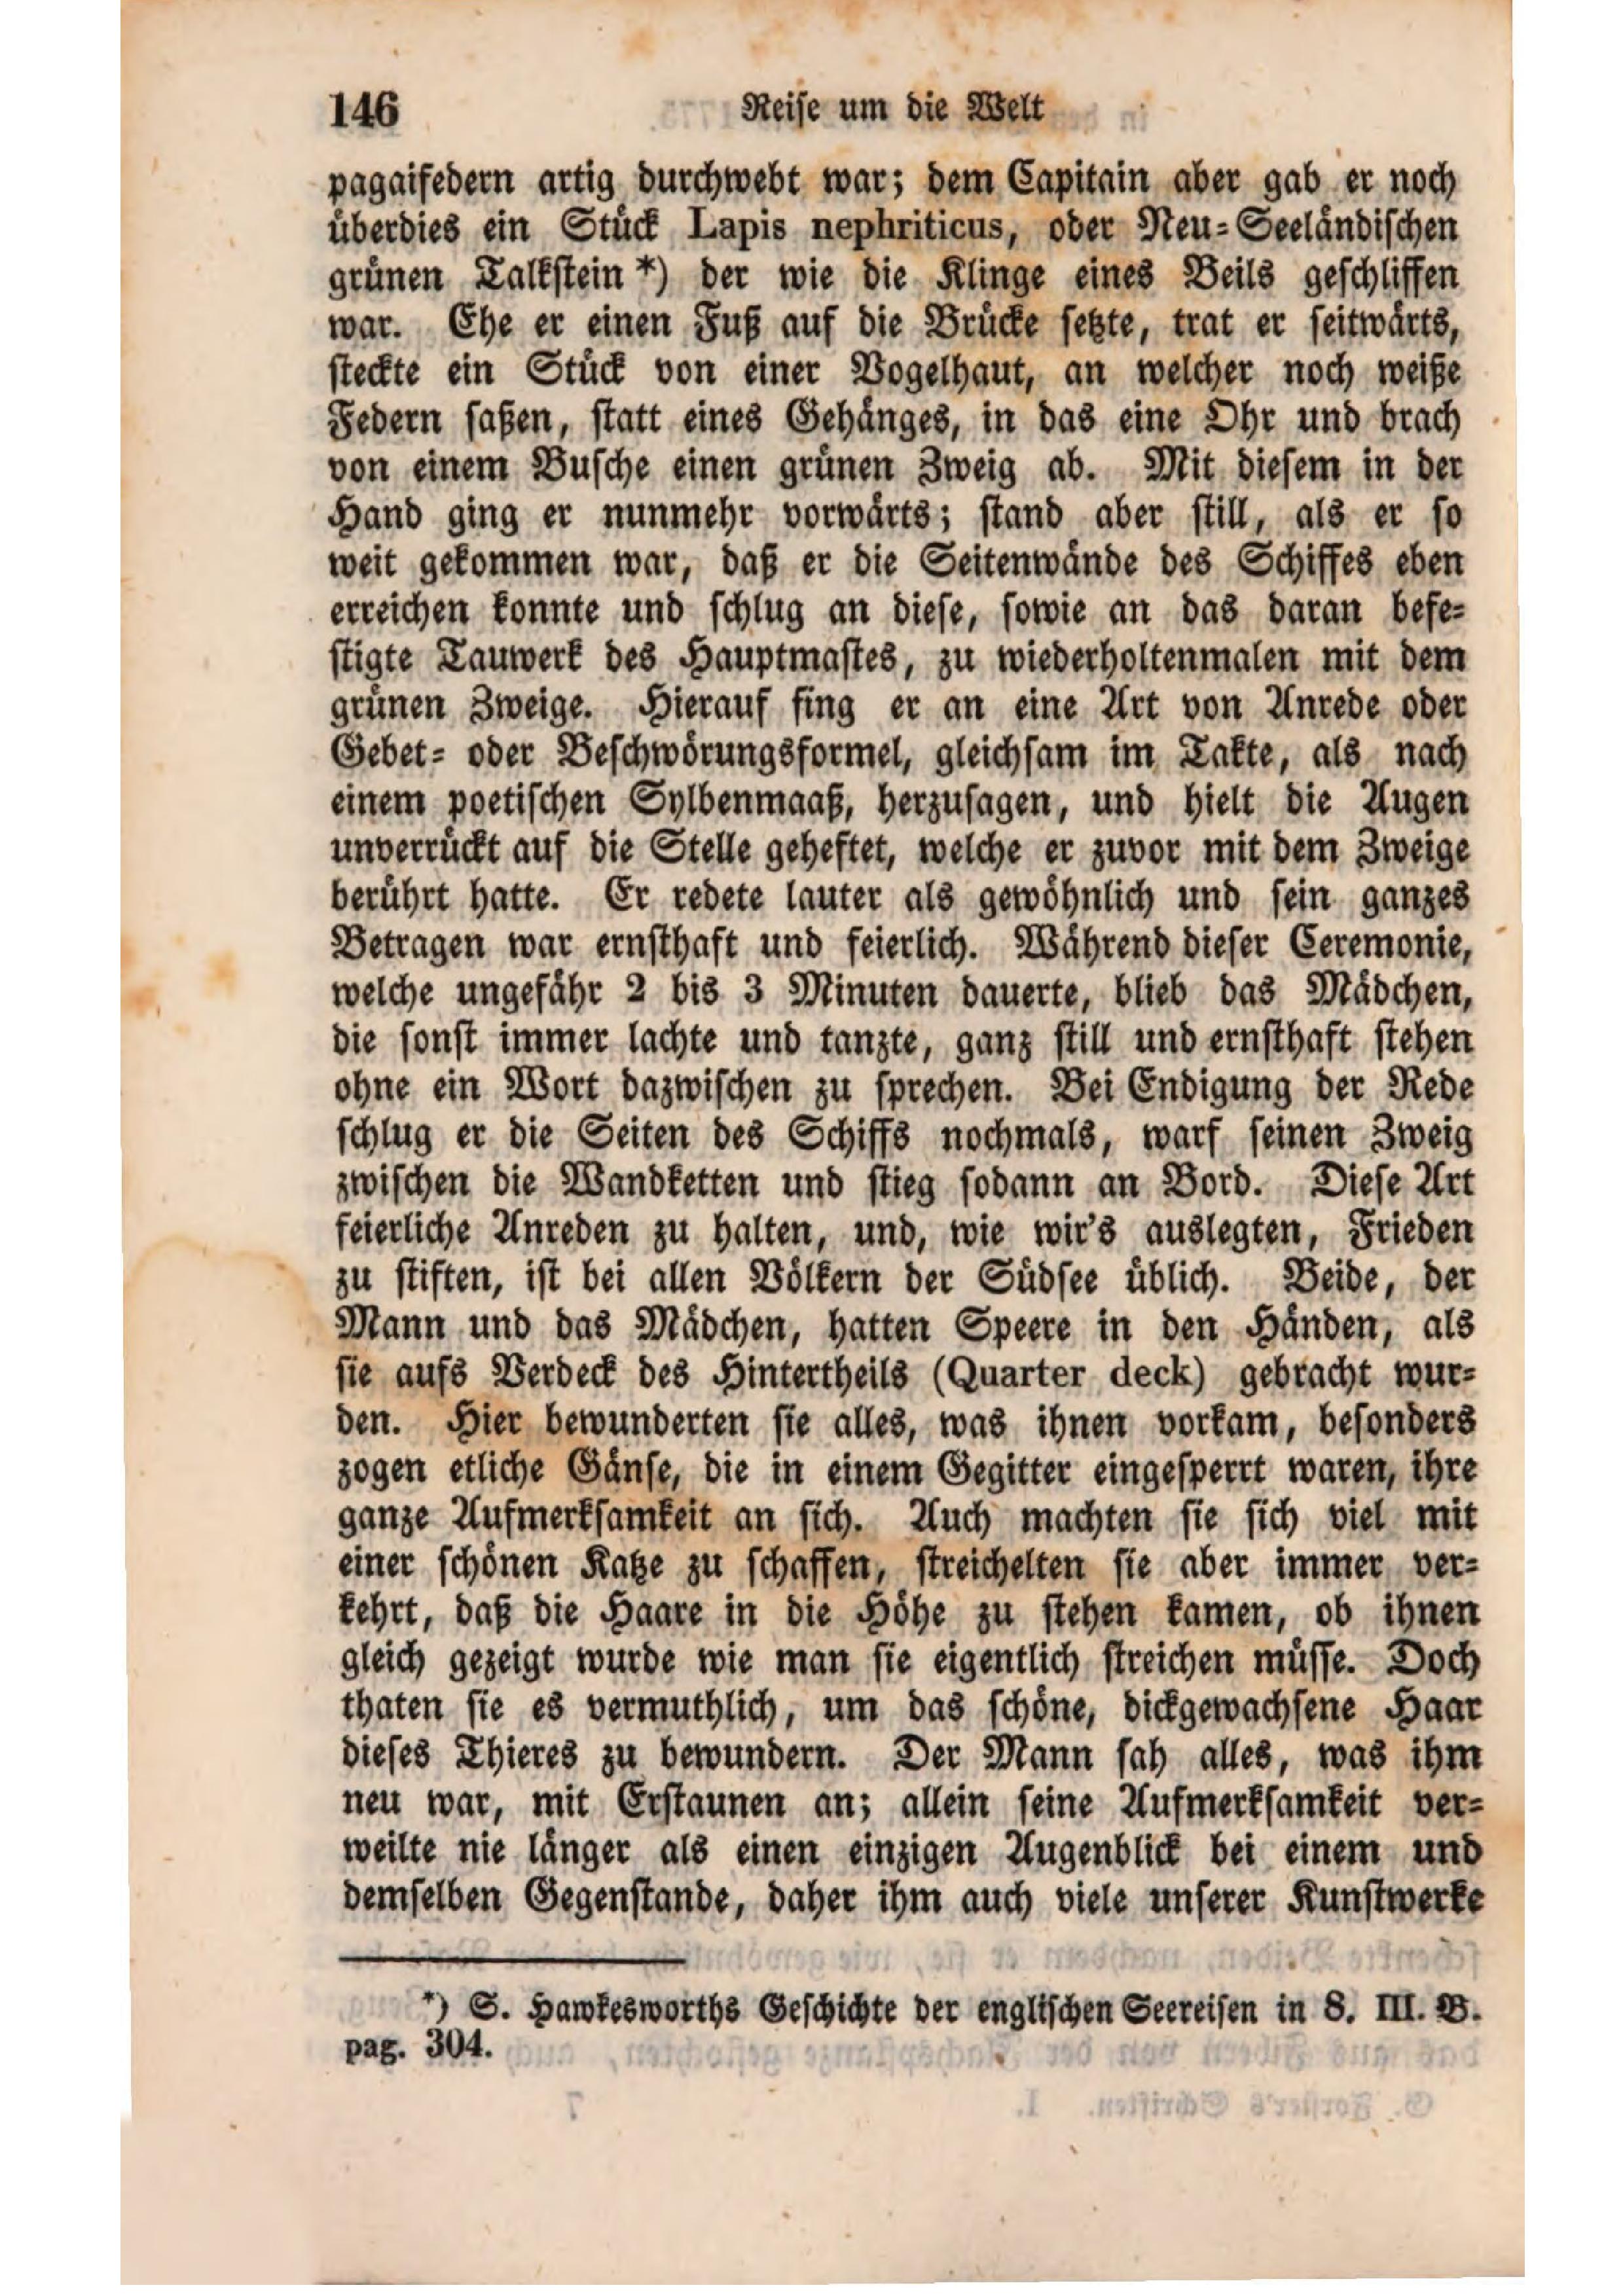 146 Reise um die Welt
pagaifedern artig durchwebt war; dem Capitain aber gab er noch
überdies ein Stück Lapis nephriticus, oder Neu-Seeländischen
grünen Talkstein *) der wie die Klinge eines Beils geschliffen
war. Ehe er einen Fuß auf die Brücke setzte, trat er seitwärts,
steckte ein Stück von einer Vogelhaut, an welcher noch weiße
Federn saßen, statt eines Gehänges, in das eine Ohr und brach
von einem Busche einen grünen Zweig ab. Mit diesem in der
Hand ging er nunmehr vorwärts; stand aber still, als er so
weit gekommen war, daß er die Seitenwände des Schiffes eben
erreichen konnte und schlug an diese, sowie an das daran befe-
stigte Tauwerk des Hauptmastes, zu wiederholtenmalen mit dem
grünen Zweige. Hierauf fing er an eine Art von Anrede oder
Gebet- oder Beschwörungsformel, gleichsam im Takte, als nach
einem poetischen Sylbenmaaß, herzusagen, und hielt die Augen
unverrückt auf die Stelle geheftet, welche er zuvor mit dem Zweige
berührt hatte. Er redete lauter als gewöhnlich und sein ganzes
Betragen war ernsthaft und feierlich. Während dieser Ceremonie,
welche ungefähr 2 bis 3 Minuten dauerte, blieb das Mädchen,
die sonst immer lachte und tanzte, ganz still und ernsthaft stehen
ohne ein Wort dazwischen zu sprechen. Bei Endigung der Rede
schlug er die Seiten des Schiffs nochmals, warf seinen Zweig
zwischen die Wandketten und stieg sodann an Bord. Diese Art
feierliche Anreden zu halten, und, wie wir's auslegten, Frieden
zu stiften, ist bei allen Völkern der Südsee üblich. Beide, der
Mann und das Mädchen, hatten Speere in den Händen, als
sie aufs Verdeck des Hintertheils (Quarter deck) gebracht wur-
den. Hier bewunderten sie alles, was ihnen vorkam, besonders
zogen etliche Gänse, die in einem Gegitter eingesperrt waren, ihre
ganze Aufmerksamkeit an sich. Auch machten sie sich viel mit
einer schönen Katze zu schaffen, streichelten sie aber immer ver-
kehrt, daß die Haare in die Höhe zu stehen kamen, ob ihnen
gleich gezeigt wurde wie man sie eigentlich streichen müsse. Doch
thaten sie es vermuthlich, um das schöne, dickgewachsene Haar
dieses Thieres zu bewundern. Der Mann sah alles, was ihm
neu war, mit Erstaunen an; allein seine Aufmerksamkeit ver-
weilte nie länger als einen einzigen Augenblick bei einem und
demselben Gegenstande, daher ihm auch viele unserer Kunstwerke
*) S. Hawkesworths Geschichte der englischen Seereisen in 8. III. B.
pag. 304.